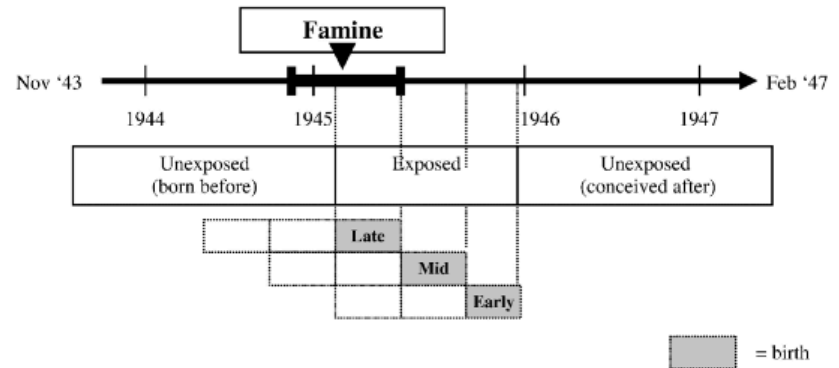 Famine
Nov ‘43
Feb ‘47
1944
1945
1946
1947
Unexposed
(born before)
Exposed
Unexposed
(conceived after)
Late
Mid
Early
= birth